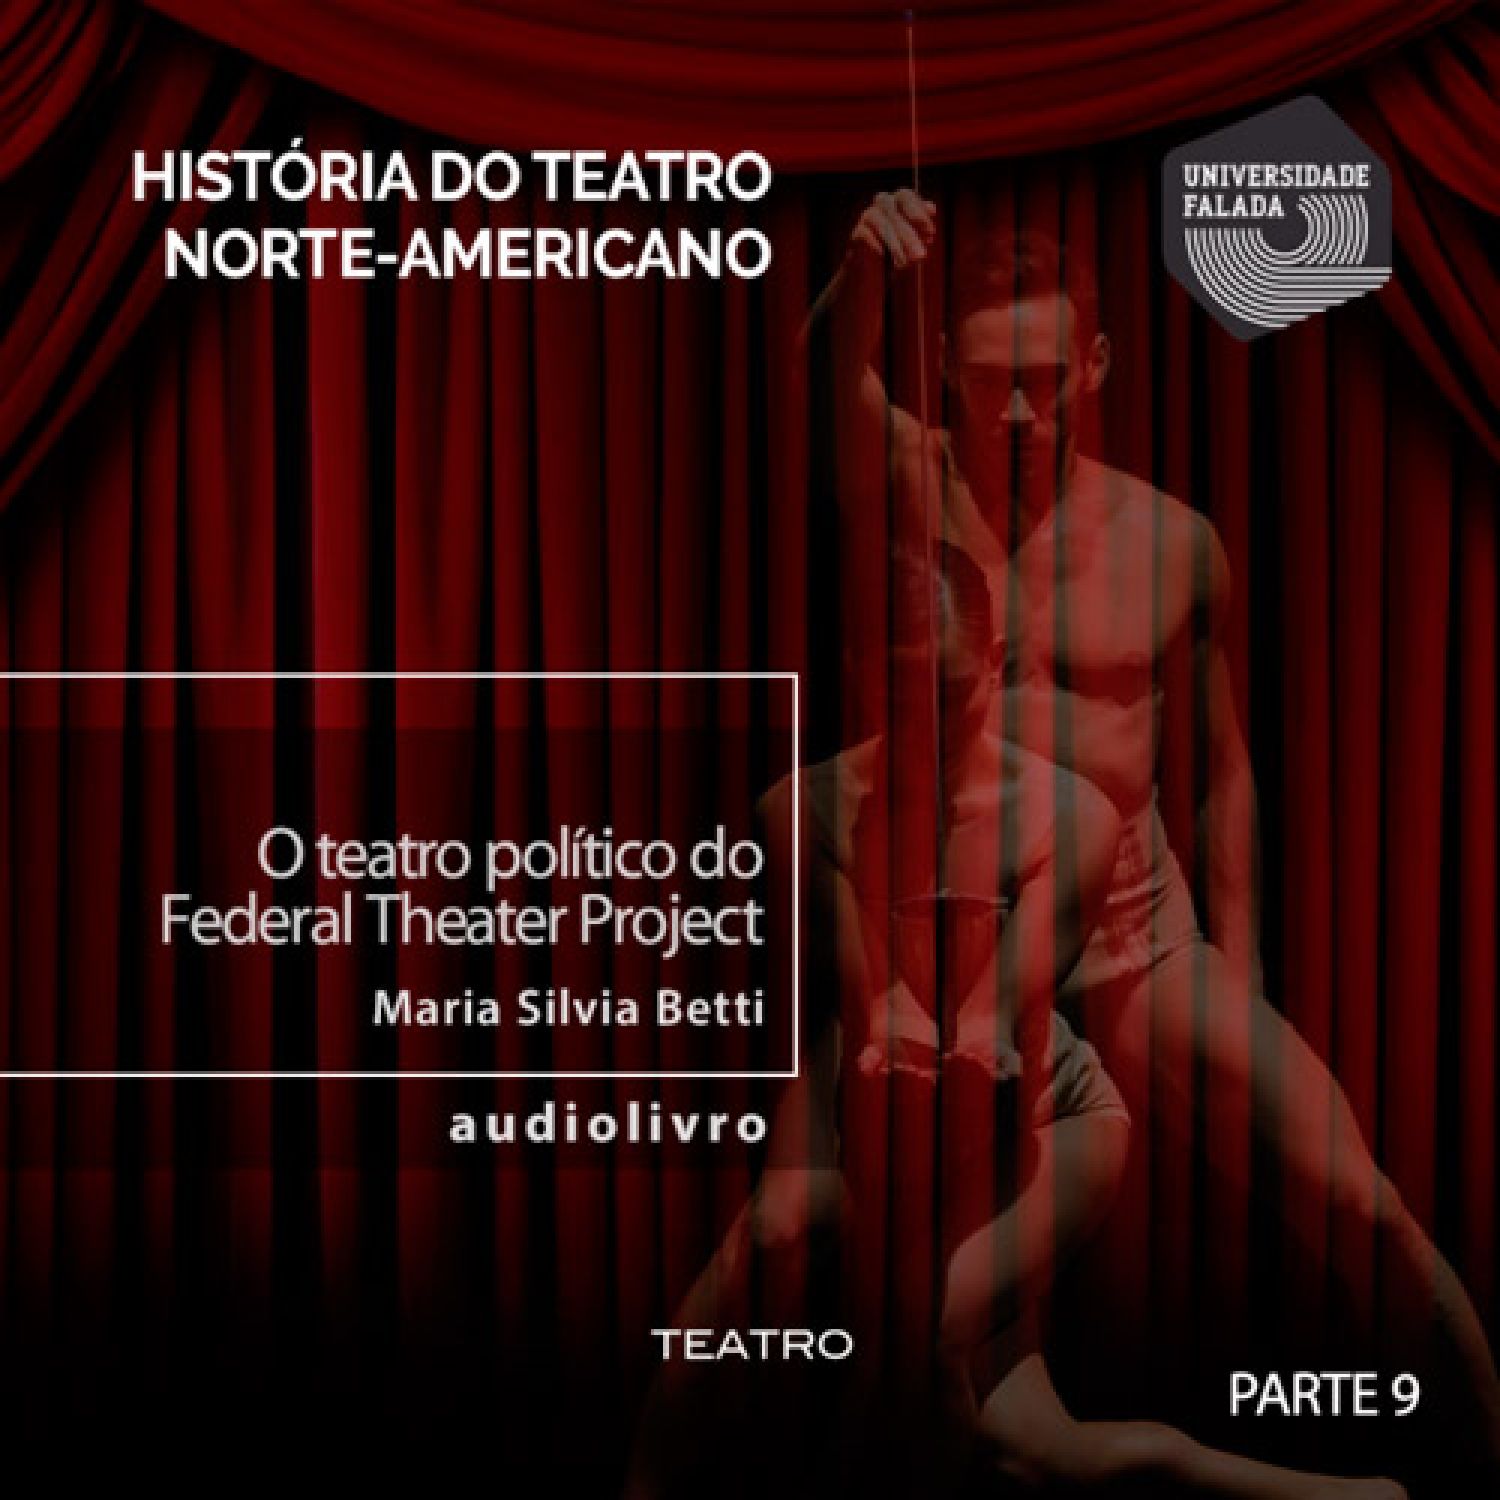 HISTÓRIA DO TEATRO
NORTE-AMERICANO
UNIVERSIDADE
FALADA
O teatro político do
Federal Theater Project
Maria Silvia Betti
audiolivro
TEATRO
PARTE 9